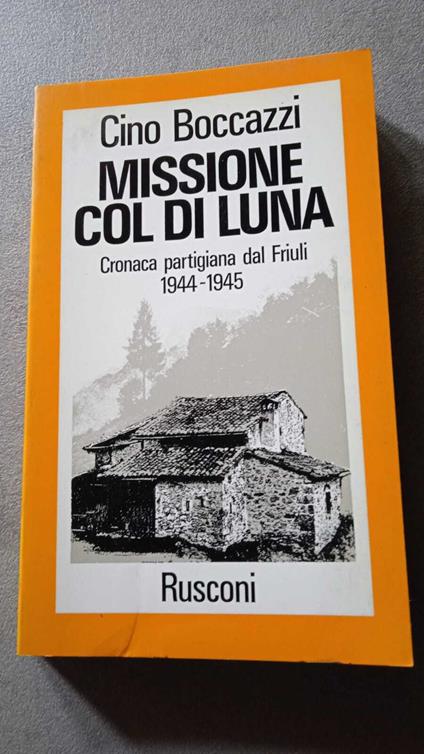 Cino Boccazzi
MISSIONE
COL DI LUNA
Cronaca partigiana dal Friuli
1944-1945
Rusconi